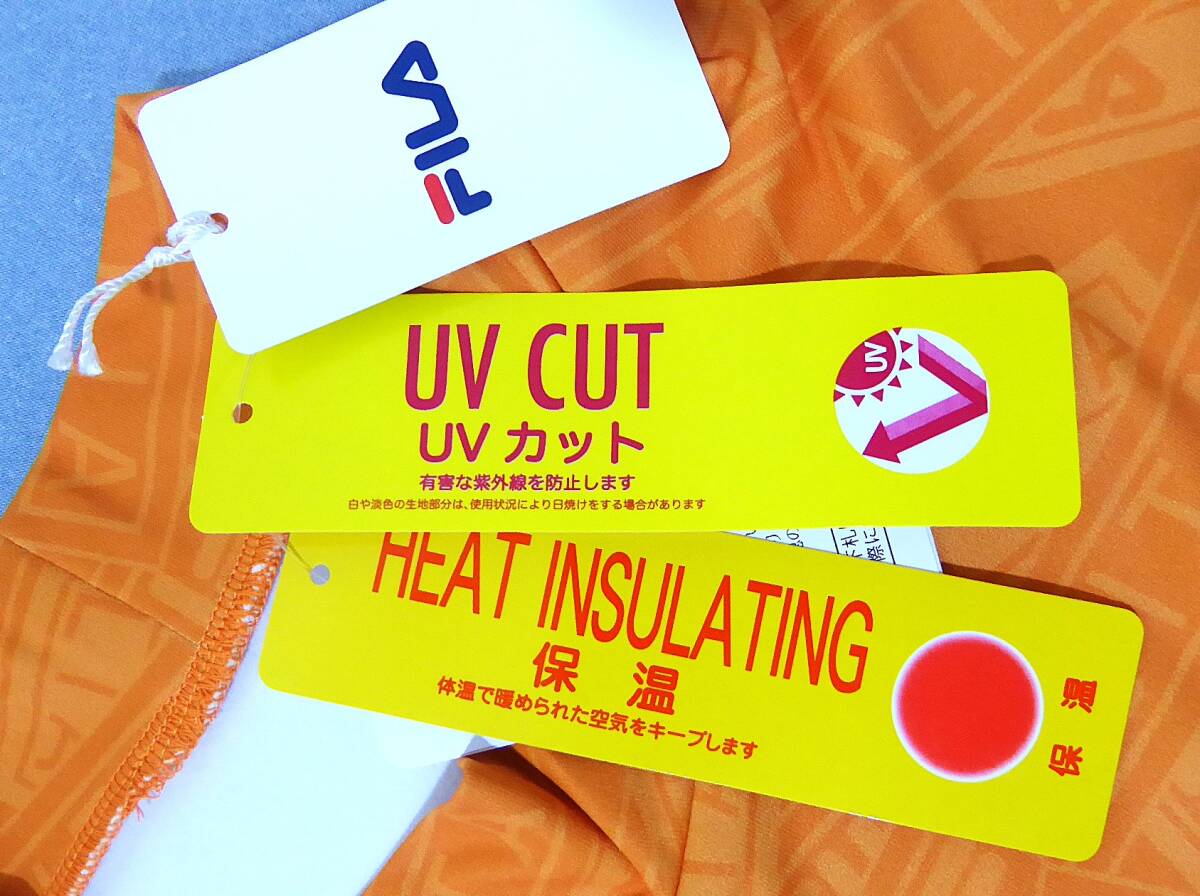 FILA
UV CUT
UV カット
有害な紫外線を防止します
白や淡色の生地部分は、使用状況により日焼けをする場合があります
UV
HEAT INSULATING
保 温
体温で暖められた空気をキープします
保 温